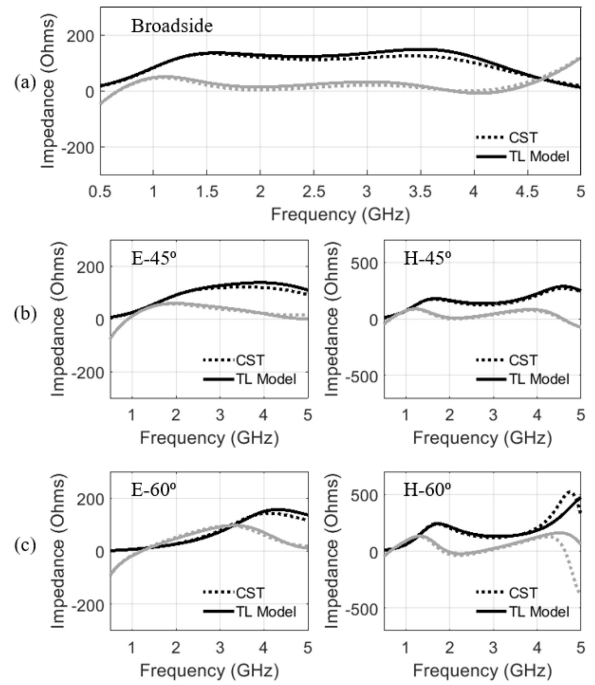 Broadside
(a)
Impedance (Ohms)
200
0
-200
CST
TL Model
0.5 1 1.5 2 2.5 3 3.5 4 4.5 5
Frequency (GHz)
(b)
E-45º
Impedance (Ohms)
200
0
-200
CST
TL Model
1 2 3 4 5
Frequency (GHz)
H-45º
Impedance (Ohms)
500
0
-500
CST
TL Model
1 2 3 4 5
Frequency (GHz)
(c)
E-60º
Impedance (Ohms)
200
0
-200
CST
TL Model
1 2 3 4 5
Frequency (GHz)
H-60º
Impedance (Ohms)
500
0
-500
CST
TL Model
1 2 3 4 5
Frequency (GHz)